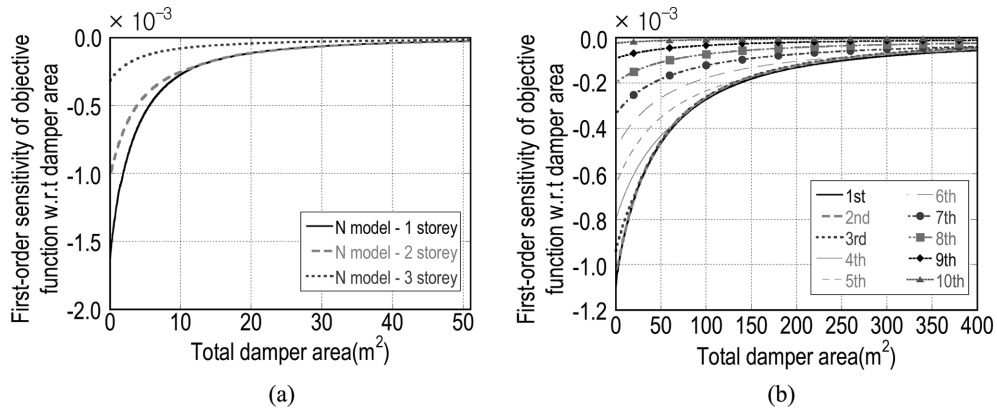 × 10⁻³
First-order sensitivity of objective
function w.r.t damper area
0.0
-0.5
-1.0
-1.5
-2.0
N model - 1 storey
N model - 2 storey
N model - 3 storey
0 10 20 30 40 50
Total damper area(m²)
(a)
× 10⁻³
First-order sensitivity of objective
function w.r.t damper area
0.0
-0.2
-0.4
-0.6
-0.8
-1.0
-1.2
1st
2nd
3rd
4th
5th
6th
7th
8th
9th
10th
0 50 100 150 200 250 300 350 400
Total damper area(m²)
(b)